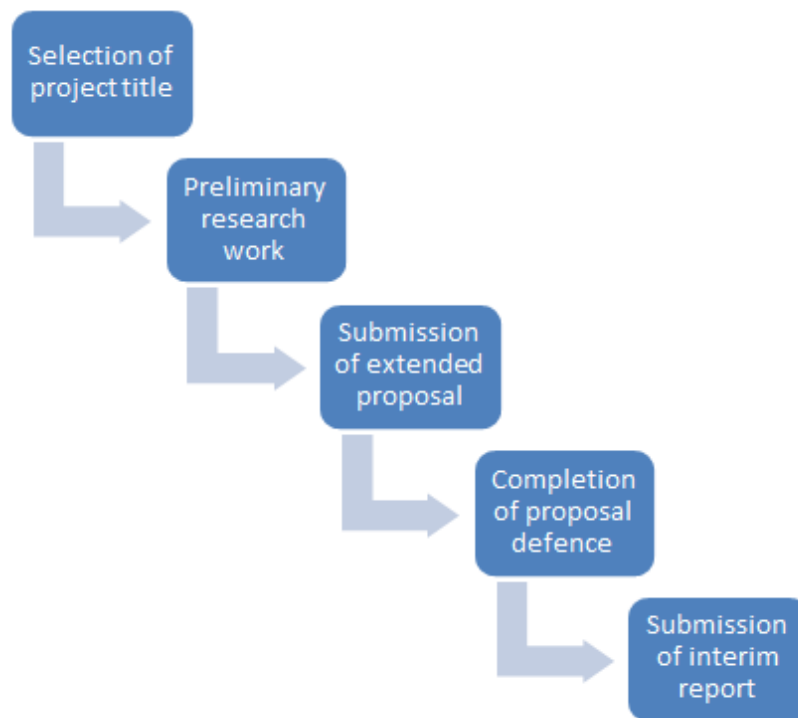 Selection of
project title
Preliminary
research
work
Submission
of extended
proposal
Completion
of proposal
defence
Submission
of interim
report